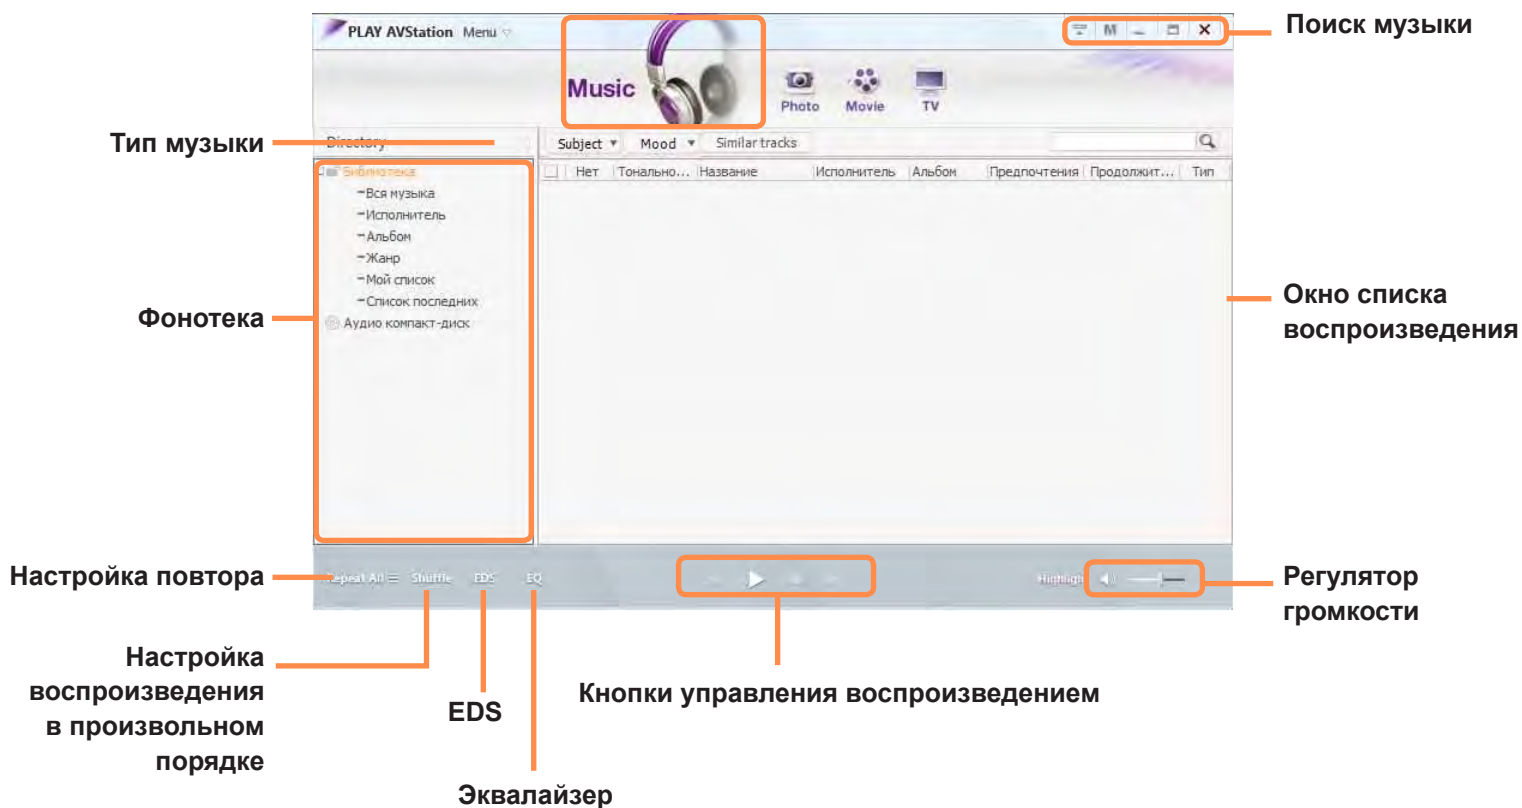 PLAY AVStation Menu
M
Поиск музыки
Music
Photo
Movie
TV
Тип музыки
Directory
Subject
Mood
Similar tracks
Библиотека
Нет
Тонально...
Название
Исполнитель
Альбом
Предпочтения
Продолжит...
Тип
Вся музыка
Исполнитель
Альбом
Жанр
Мой список
Список последних
Аудио компакт-диск
Фонотека
Окно списка
воспроизведения
Настройка повтора
Repeat All
Shuffle
EDS
EQ
Highligh
Регулятор
громкости
Настройка
воспроизведения
в произвольном
порядке
EDS
Эквалайзер
Кнопки управления воспроизведением